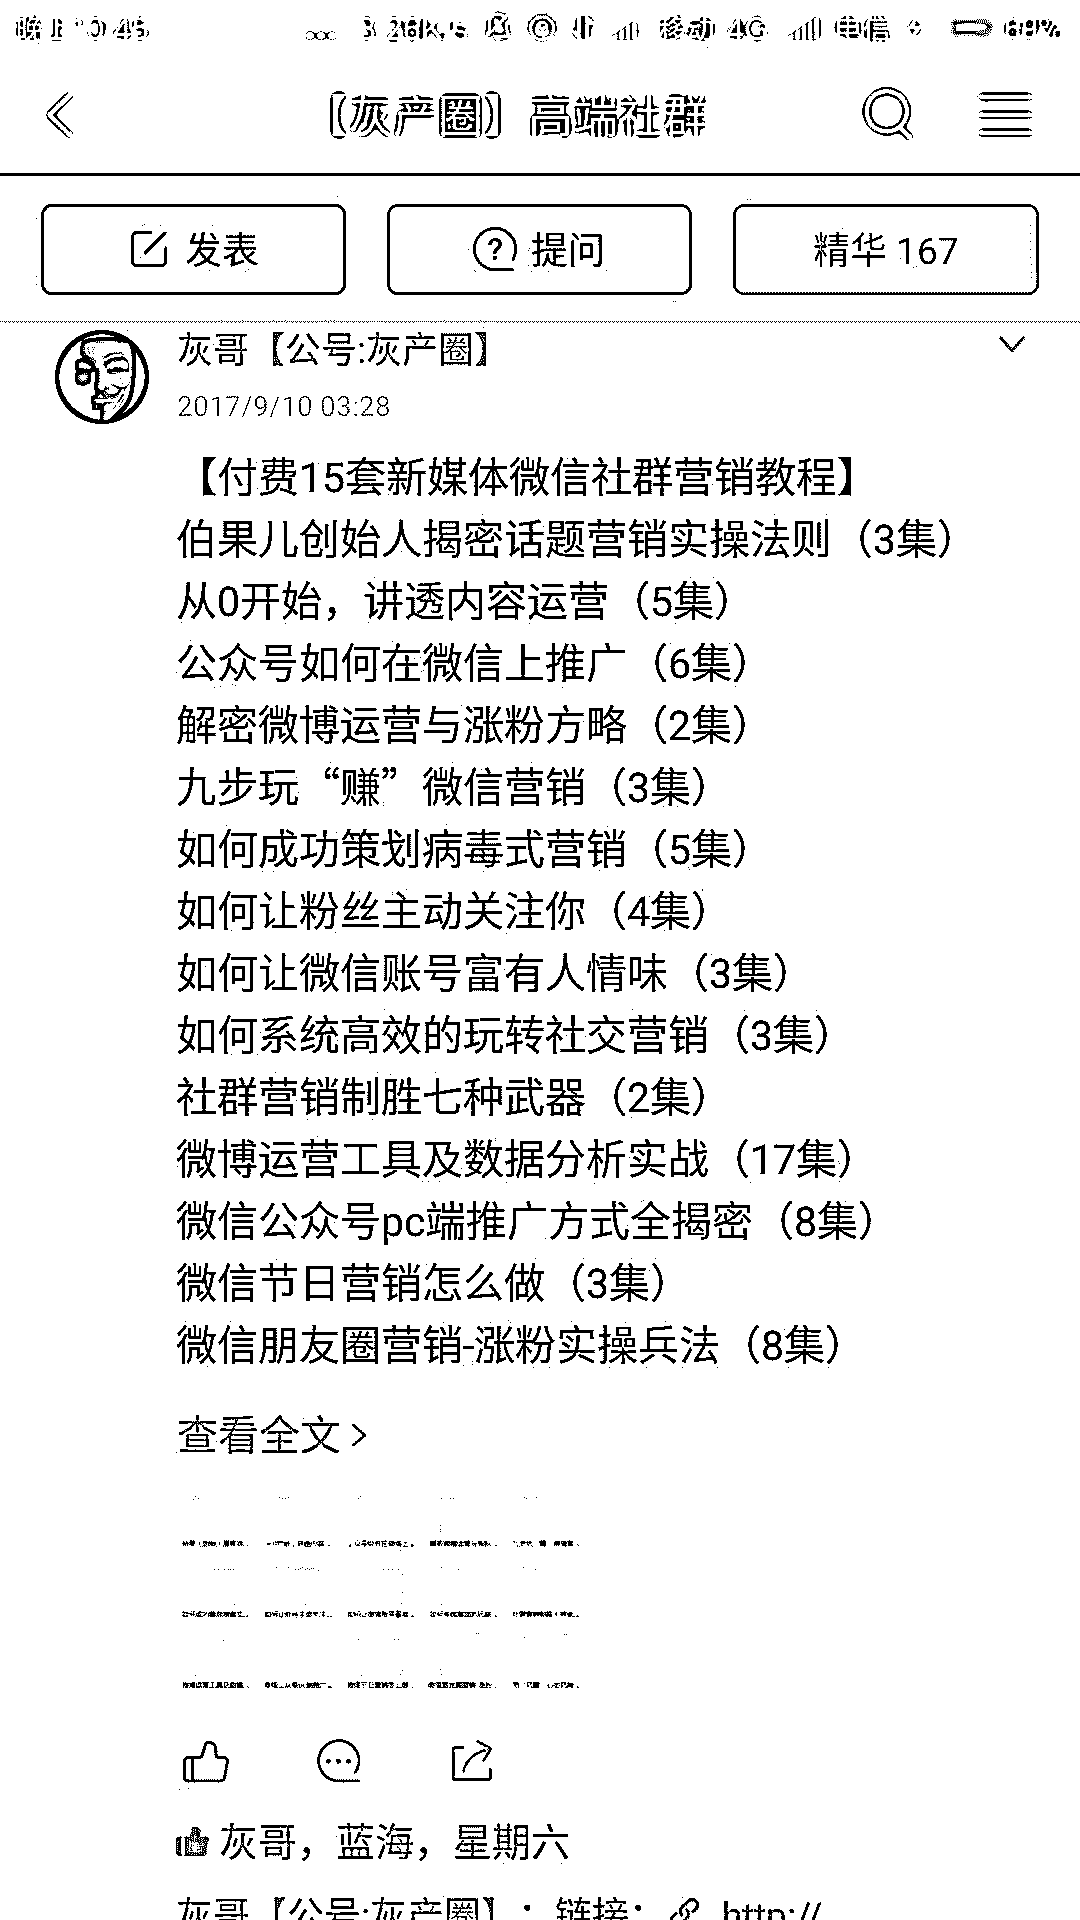 晚上10:45 3.26K/s 移动 4G 电信 69%
〔灰产圈〕高端社群
发表 提问 精华 167
灰哥【公号:灰产圈】
2017/9/10 03:28
【付费15套新媒体微信社群营销教程】
伯果儿创始人揭密话题营销实操法则（3集）
从0开始，讲透内容运营（5集）
公众号如何在微信上推广（6集）
解密微博运营与涨粉方略（2集）
九步玩“赚”微信营销（3集）
如何成功策划病毒式营销（5集）
如何让粉丝主动关注你（4集）
如何让微信账号富有人情味（3集）
如何系统高效的玩转社交营销（3集）
社群营销制胜七种武器（2集）
微博运营工具及数据分析实战（17集）
微信公众号pc端推广方式全揭密（8集）
微信节日营销怎么做（3集）
微信朋友圈营销-涨粉实操兵法（8集）
查看全文>
灰哥，蓝海，星期六
灰哥【公号:灰产圈】：链接： http://